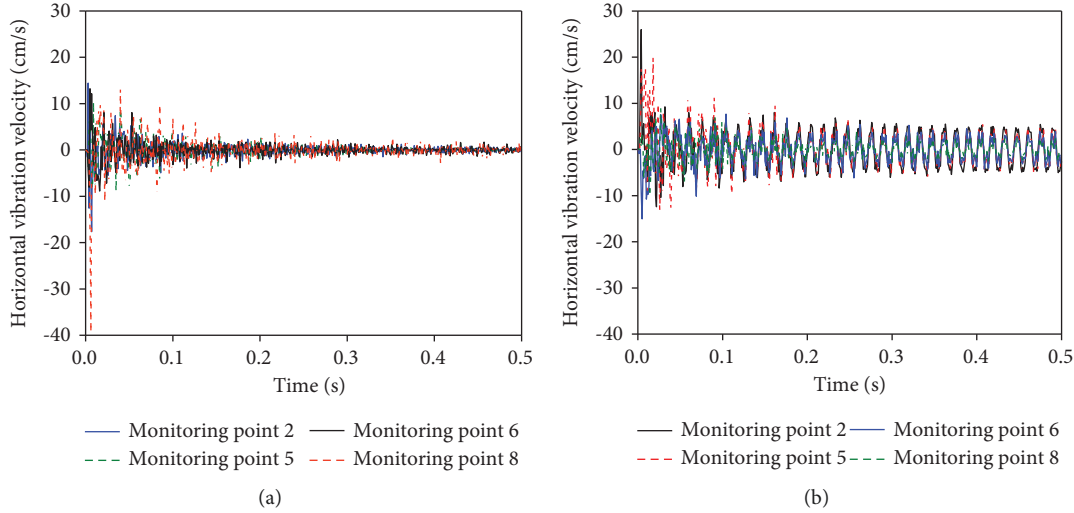 30
20
10
0
-10
-20
-30
-40
Horizontal vibration velocity (cm/s)
0.0 0.1 0.2 0.3 0.4 0.5
Time (s)
Monitoring point 2 Monitoring point 6
Monitoring point 5 Monitoring point 8
(a)
30
20
10
0
-10
-20
-30
-40
Horizontal vibration velocity (cm/s)
0.0 0.1 0.2 0.3 0.4 0.5
Time (s)
Monitoring point 2 Monitoring point 6
Monitoring point 5 Monitoring point 8
(b)